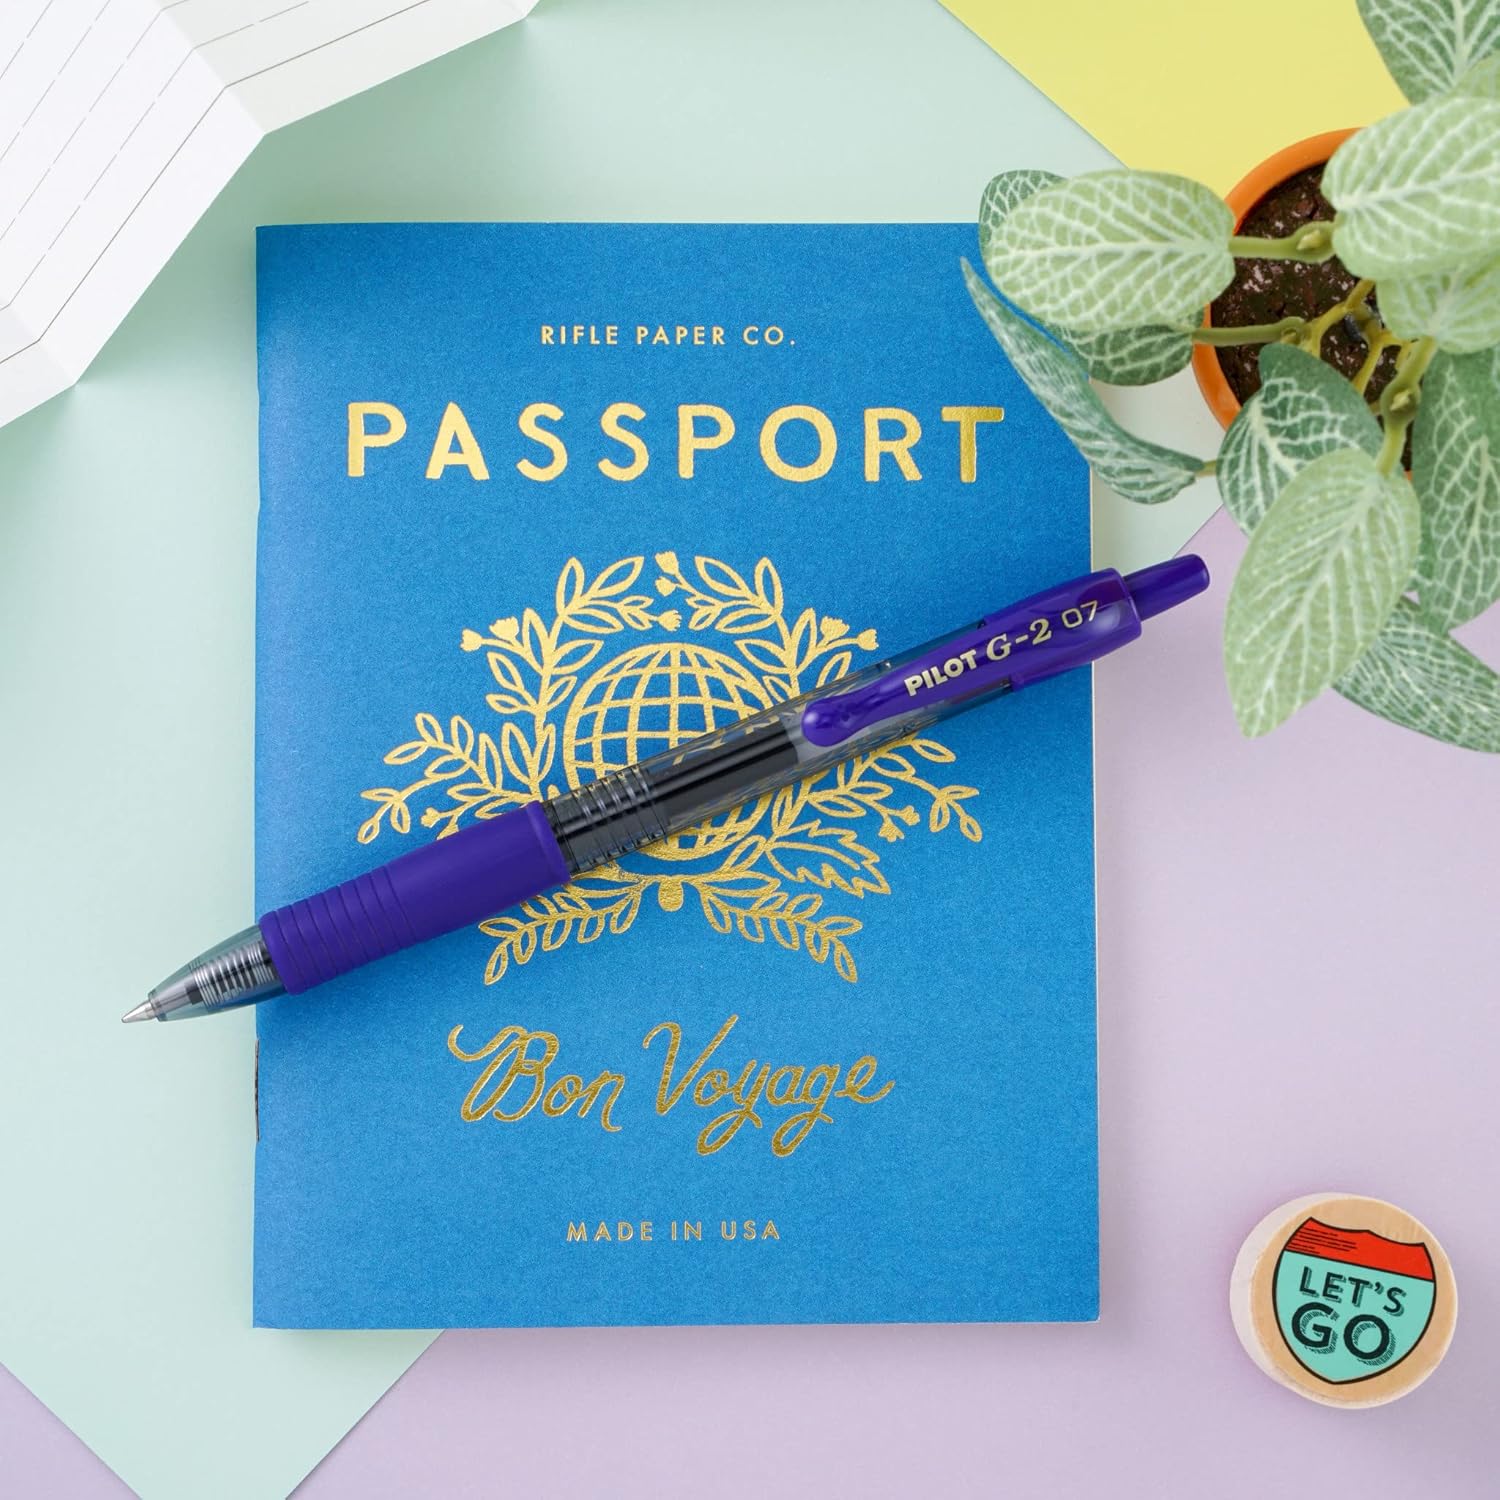 RIFLE PAPER CO.
PASSPORT
PILOT G-2 07
Bon Voyage
MADE IN USA
LET'S
GO